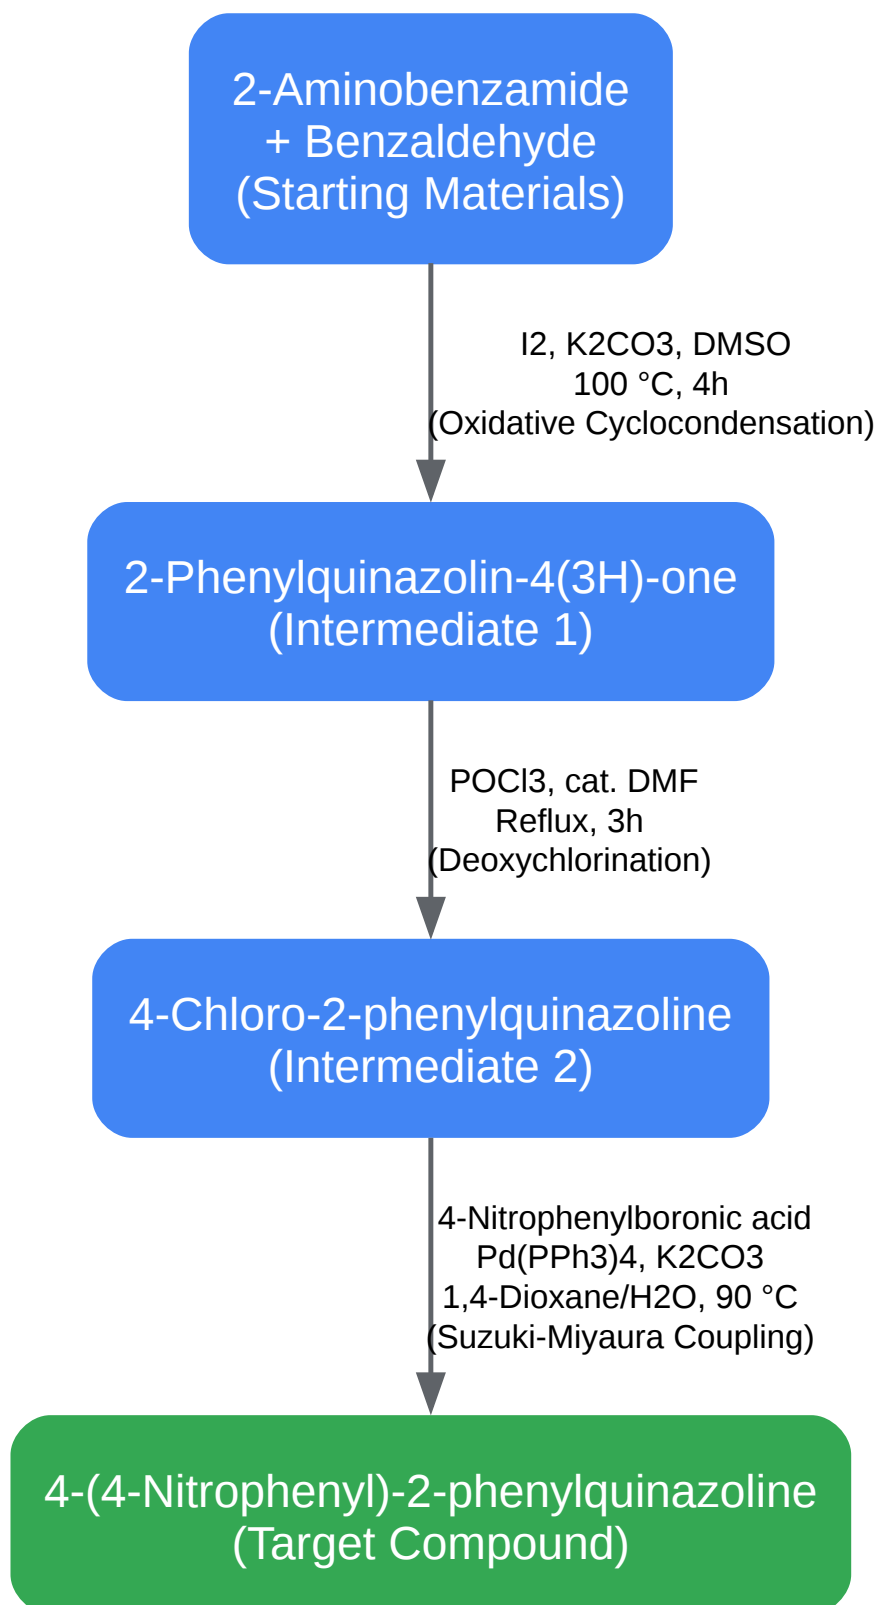 2-Aminobenzamide
+ Benzaldehyde
(Starting Materials)
I2, K2CO3, DMSO
100 °C, 4h
(Oxidative Cyclocondensation)
2-Phenylquinazolin-4(3H)-one
(Intermediate 1)
POCl3, cat. DMF
Reflux, 3h
(Deoxychlorination)
4-Chloro-2-phenylquinazoline
(Intermediate 2)
4-Nitrophenylboronic acid
Pd(PPh3)4, K2CO3
1,4-Dioxane/H2O, 90 °C
(Suzuki-Miyaura Coupling)
4-(4-Nitrophenyl)-2-phenylquinazoline
(Target Compound)